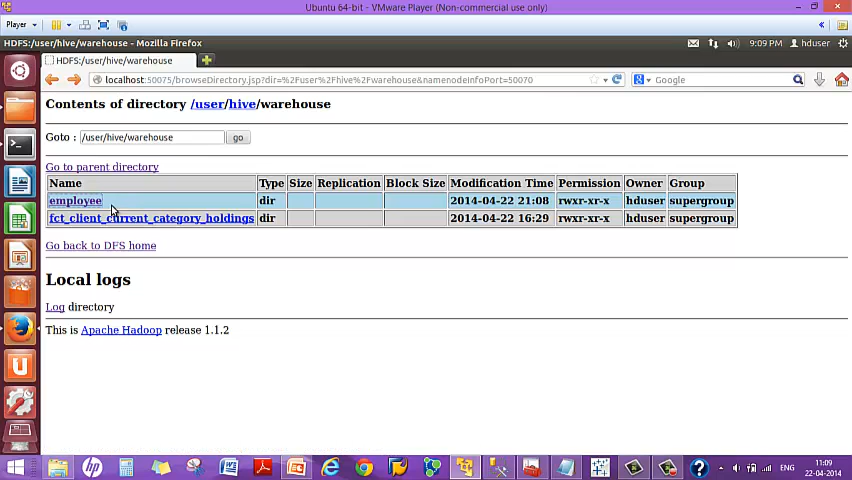 Ubuntu 64-bit - VMware Player (Non-commercial use only)
Player
HDFS:/user/hive/warehouse - Mozilla Firefox
9:09 PM
hduser
HDFS:/user/hive/warehouse
localhost:50075/browseDirectory.jsp?dir=%2Fuser%2Fhive%2Fwarehouse&namenodeInfoPort=50070
Google
Contents of directory /user/hive/warehouse
Goto : /user/hive/warehouse go
Go to parent directory
Name Type Size Replication Block Size Modification Time Permission Owner Group
employee dir 2014-04-22 21:08 rwxr-xr-x hduser supergroup
fct_client_current_category_holdings dir 2014-04-22 16:29 rwxr-xr-x hduser supergroup
Go back to DFS home
Local logs
Log directory
This is Apache Hadoop release 1.1.2
ENG
11:09
22-04-2014